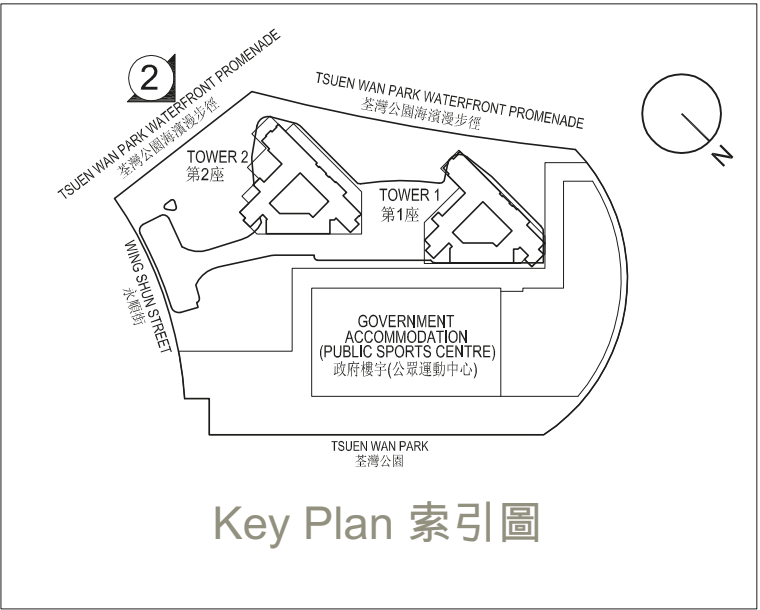 2
TSUEN WAN PARK WATERFRONT PROMENADE
荃灣公園海濱漫步徑
TSUEN WAN PARK WATERFRONT PROMENADE
荃灣公園海濱漫步徑
N
TOWER 2
第2座
TOWER 1
第1座
WING SHUN STREET
永順街
GOVERNMENT
ACCOMMODATION
(PUBLIC SPORTS CENTRE)
政府樓宇(公眾運動中心)
TSUEN WAN PARK
荃灣公園
Key Plan 索引圖